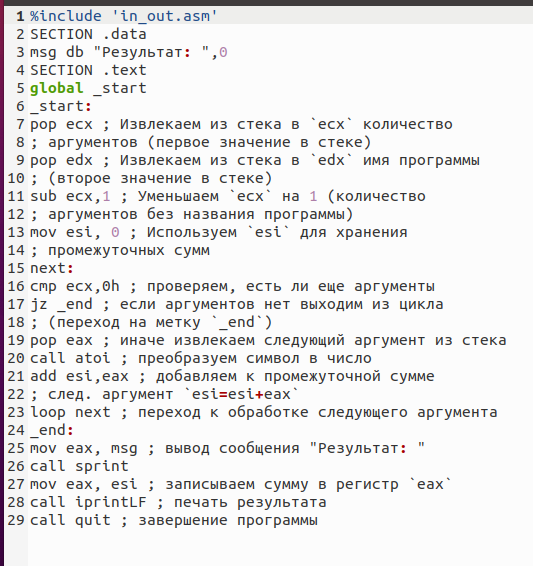 1 %include 'in_out.asm'
2 SECTION .data
3 msg db "Результат: ",0
4 SECTION .text
5 global _start
6 _start:
7 pop ecx ; Извлекаем из стека в `ecx` количество
8 ; аргументов (первое значение в стеке)
9 pop edx ; Извлекаем из стека в `edx` имя программы
10 ; (второе значение в стеке)
11 sub ecx,1 ; Уменьшаем `ecx` на 1 (количество
12 ; аргументов без названия программы)
13 mov esi, 0 ; Используем `esi` для хранения
14 ; промежуточных сумм
15 next:
16 cmp ecx,0h ; проверяем, есть ли еще аргументы
17 jz _end ; если аргументов нет выходим из цикла
18 ; (переход на метку `_end`)
19 pop eax ; иначе извлекаем следующий аргумент из стека
20 call atoi ; преобразуем символ в число
21 add esi,eax ; добавляем к промежуточной сумме
22 ; след. аргумент `esi=esi+eax`
23 loop next ; переход к обработке следующего аргумента
24 _end:
25 mov eax, msg ; вывод сообщения "Результат: "
26 call sprint
27 mov eax, esi ; записываем сумму в регистр `eax`
28 call iprintLF ; печать результата
29 call quit ; завершение программы